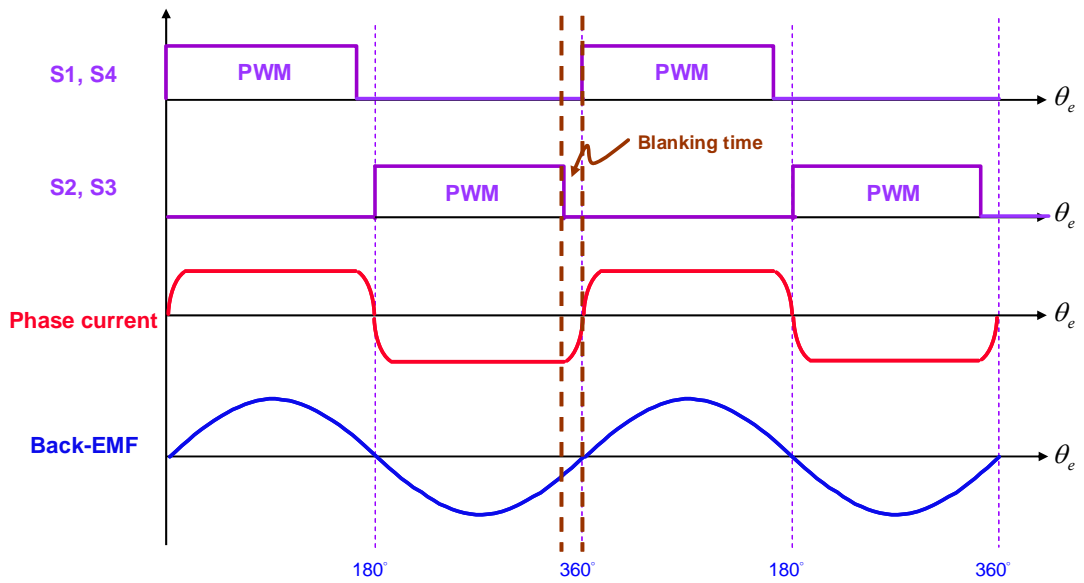 S1, S4
PWM
PWM
θe
Blanking time
S2, S3
PWM
PWM
θe
Phase current
θe
Back-EMF
θe
180°
360°
180°
360°